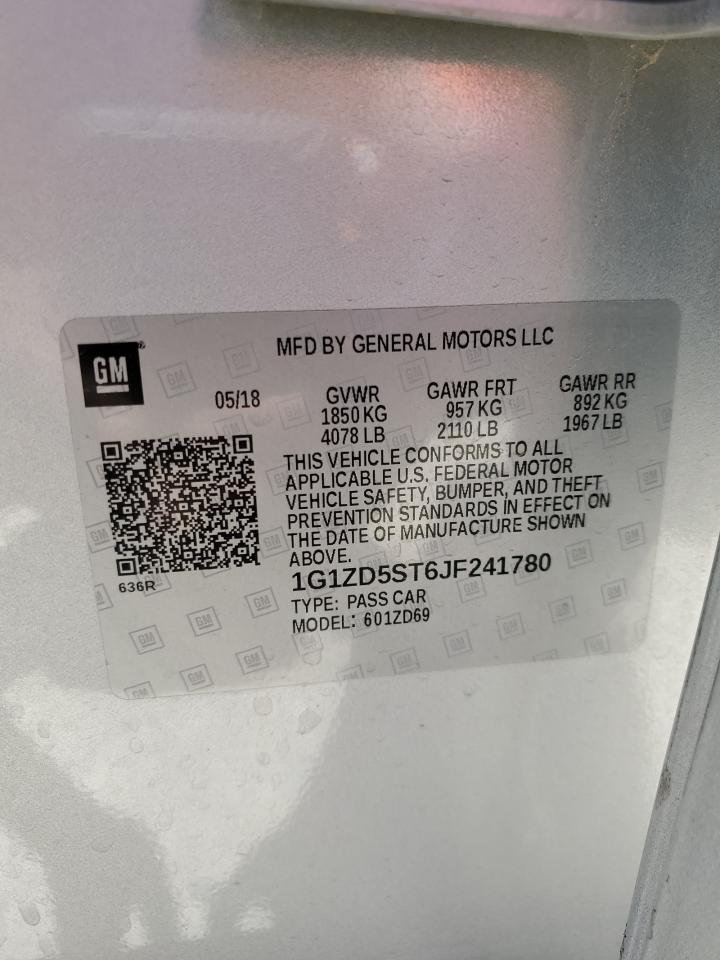 GM
MFD BY GENERAL MOTORS LLC
05/18
GVWR
1850 KG
4078 LB
GAWR FRT
957 KG
2110 LB
GAWR RR
892 KG
1967 LB
THIS VEHICLE CONFORMS TO ALL
APPLICABLE U.S. FEDERAL MOTOR
VEHICLE SAFETY, BUMPER, AND THEFT
PREVENTION STANDARDS IN EFFECT ON
THE DATE OF MANUFACTURE SHOWN
ABOVE.
636R
1G1ZD5ST6JF241780
TYPE: PASS CAR
MODEL: 601ZD69